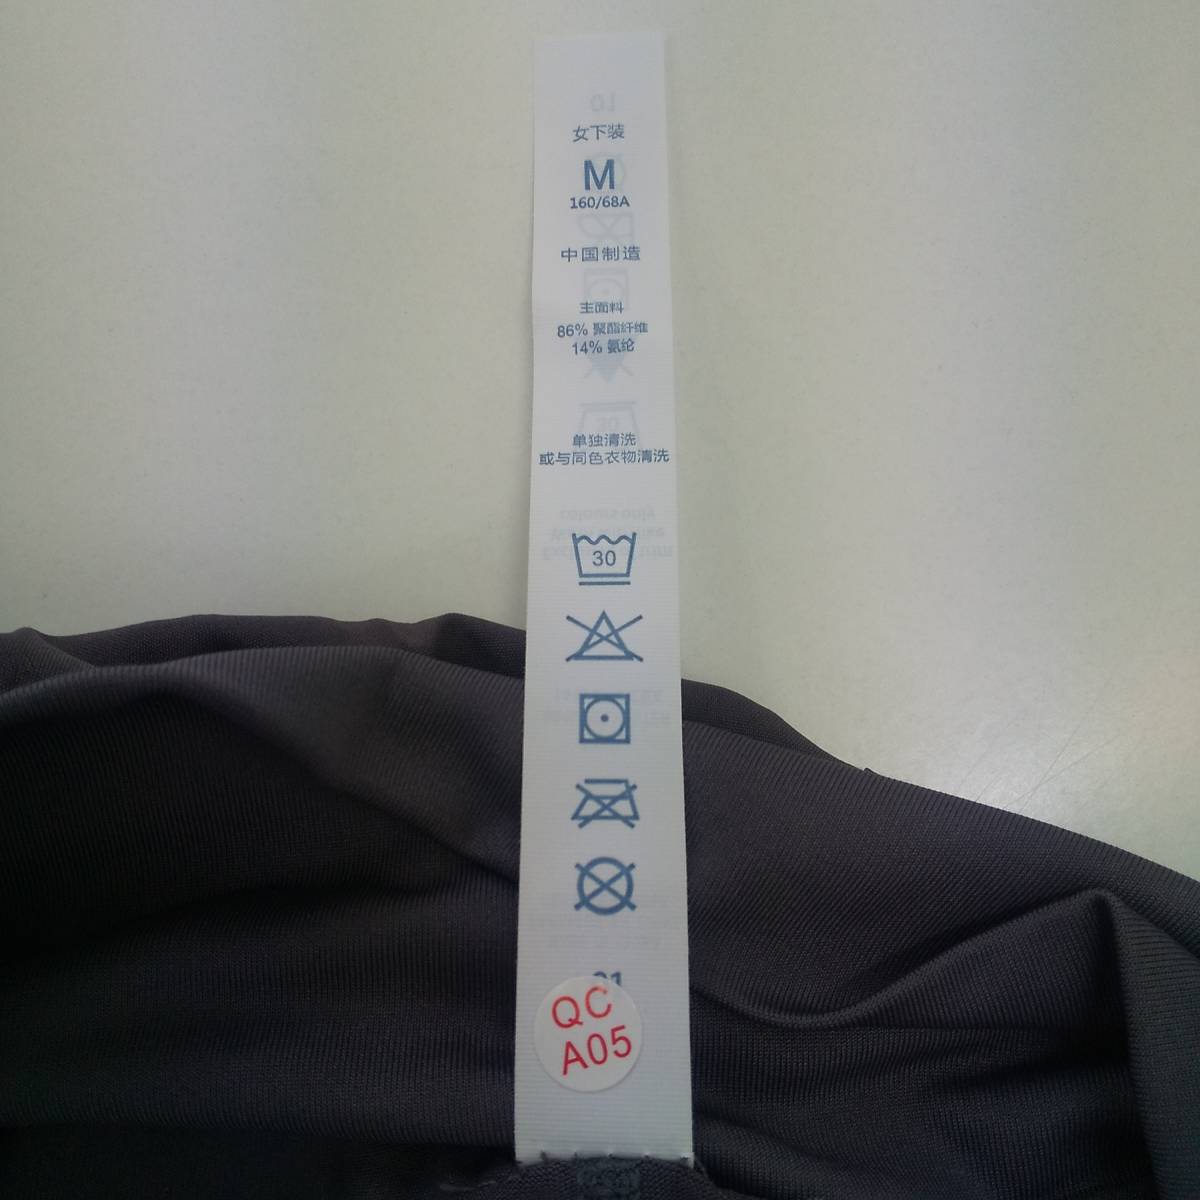 女下装
M
160/68A
中国制造
主面料
86% 聚酯纤维
14% 氨纶
单独清洗
或与同色衣物清洗
30
QC
A05